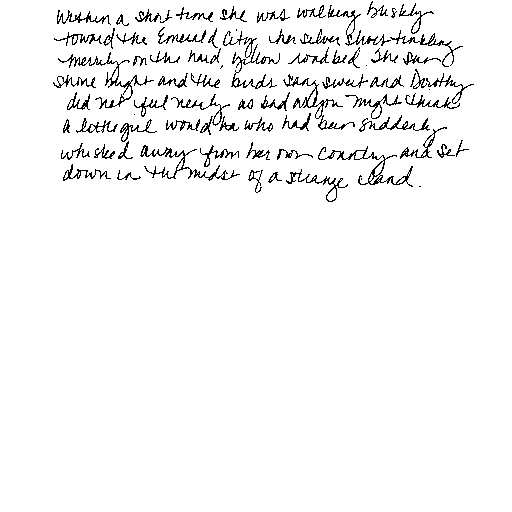 Within a short time she was walking briskly
toward the Emerald City, her silver shoes tinkling
merrily on the hard, yellow roadbed. The sun
shone bright and the birds sang sweet and Dorothy
did not feel nearly as bad as you might think
a little girl would ha who had been suddenly
whisked away from her own country and set
down in the midst of a strange land.